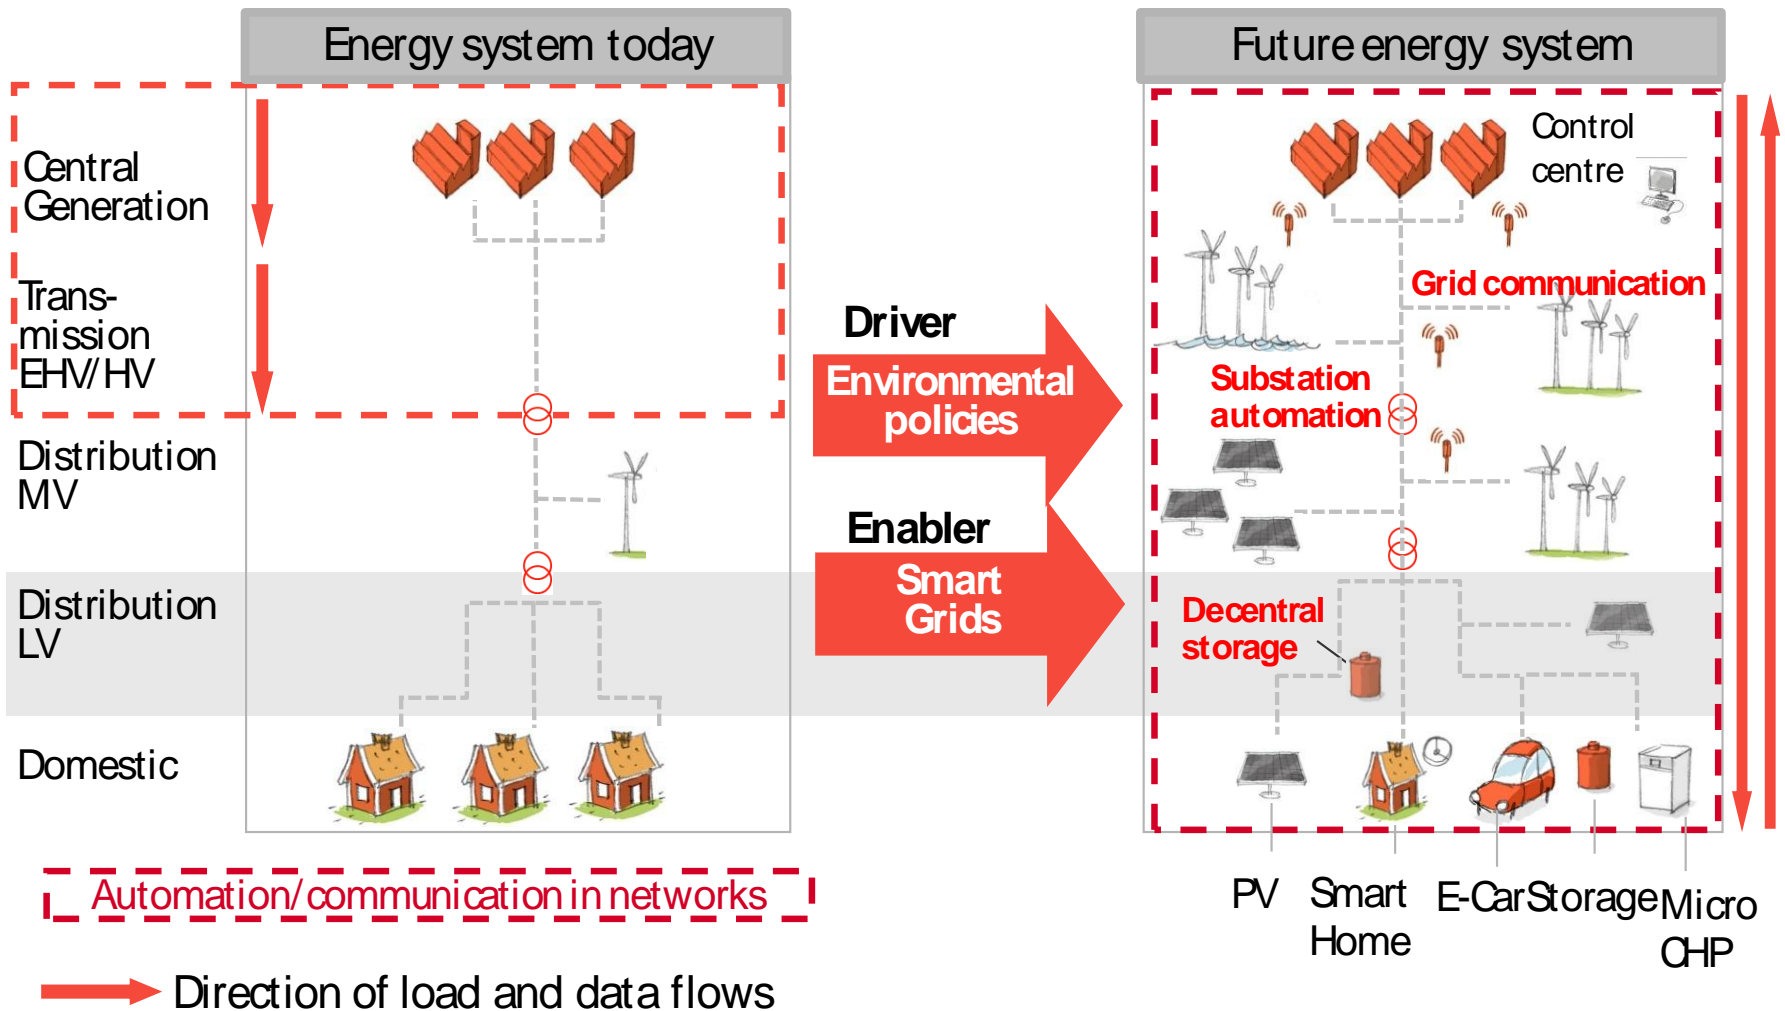 Energy system today
Future energy system
Central
Generation
Trans-
mission
EHV/HV
Distribution
MV
Distribution
LV
Domestic
Driver
Environmental
policies
Enabler
Smart
Grids
Control
centre
Grid communication
Substation
automation
Decentral
storage
PV
Smart
Home
E-Car
Storage
Micro
CHP
Automation/communication in networks
Direction of load and data flows